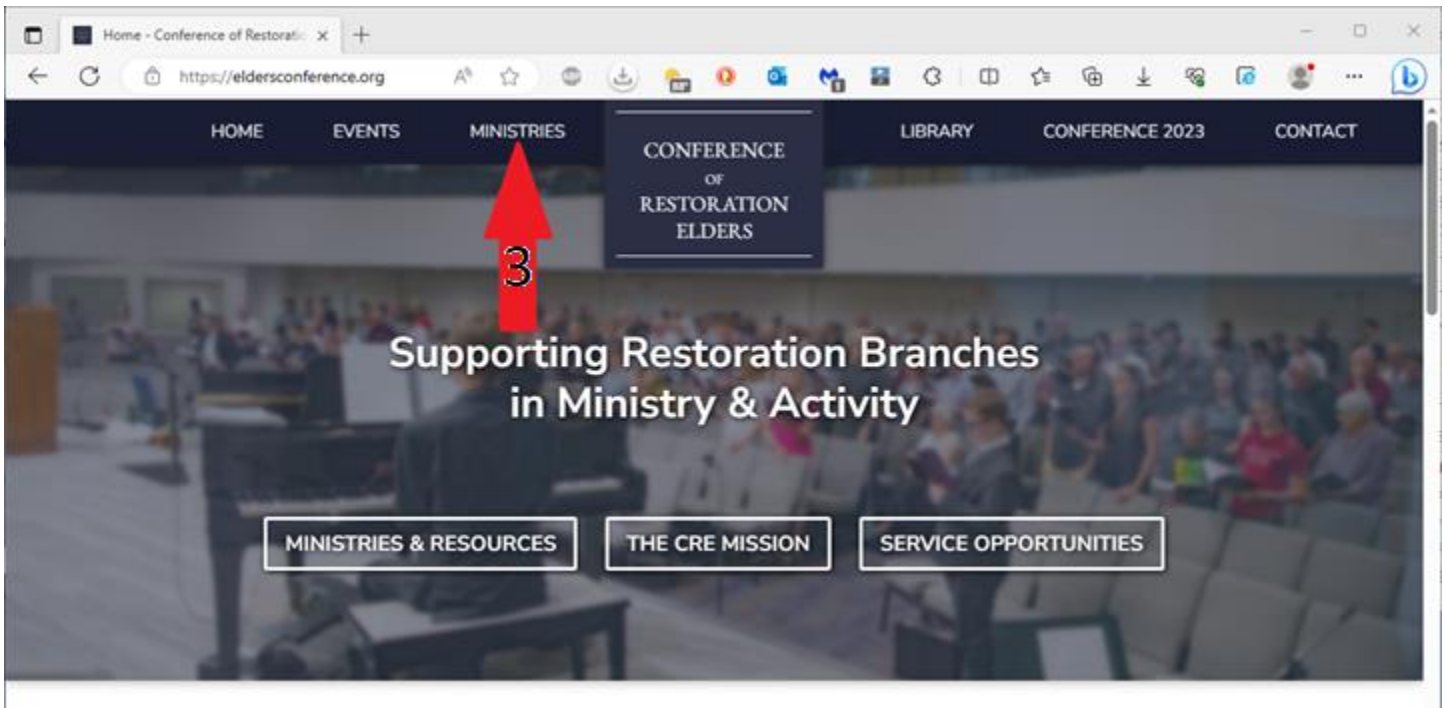 Home - Conference of Restoratio
https://eldersconference.org
HOME EVENTS MINISTRIES LIBRARY CONFERENCE 2023 CONTACT
CONFERENCE
OF
RESTORATION
ELDERS
3
Supporting Restoration Branches
in Ministry & Activity
MINISTRIES & RESOURCES THE CRE MISSION SERVICE OPPORTUNITIES